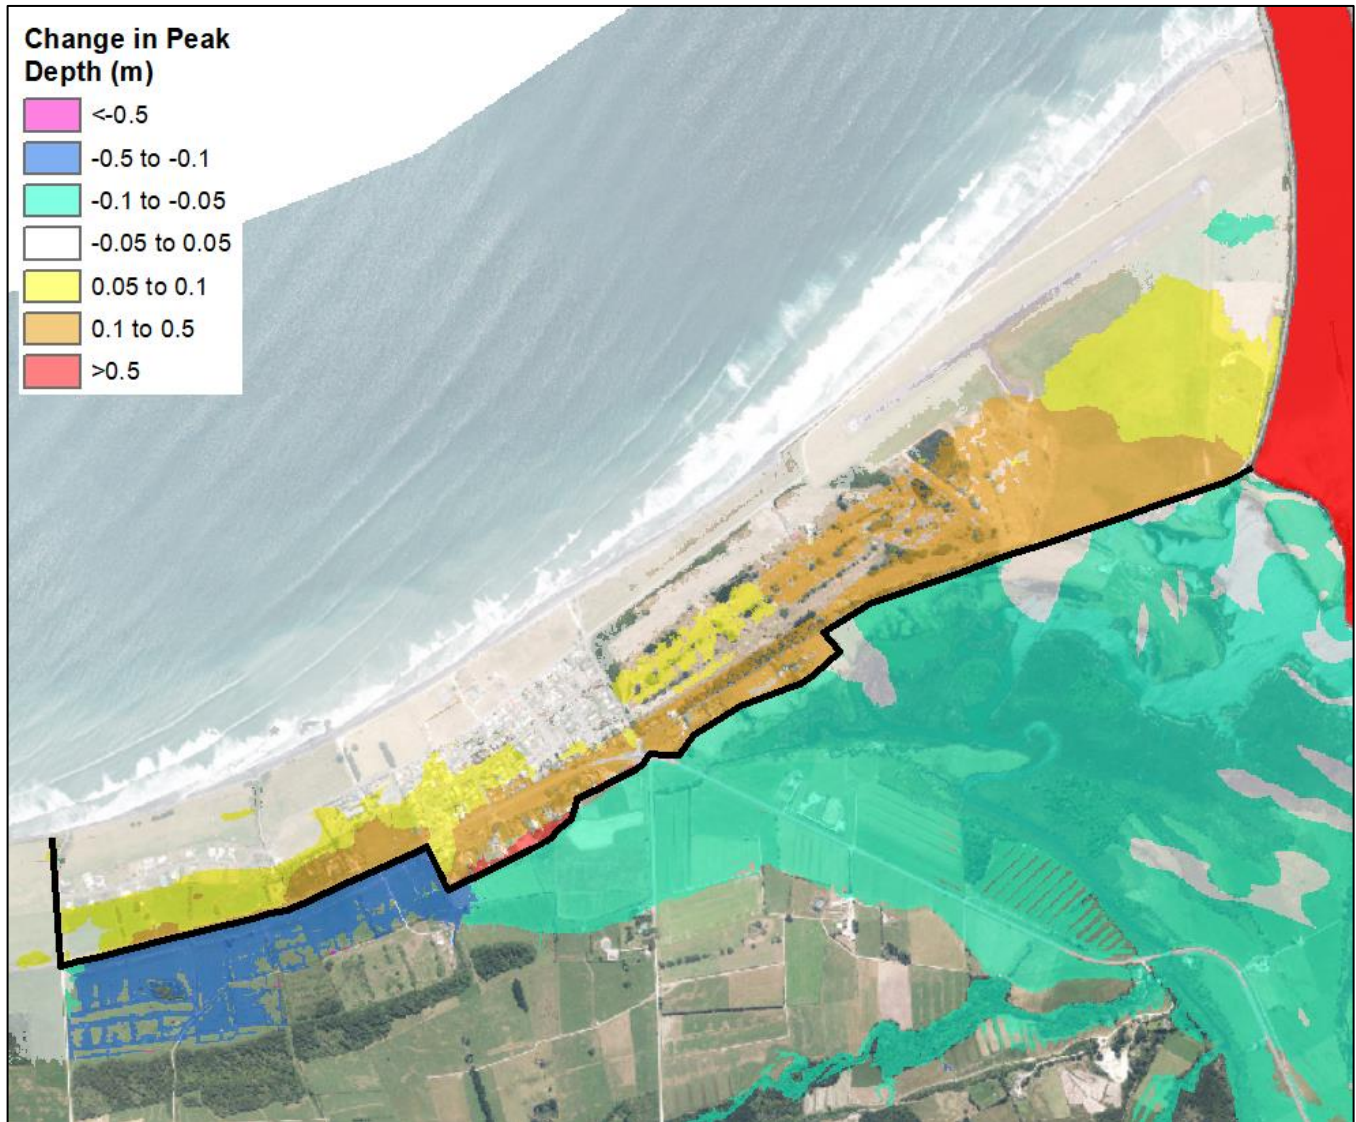 Change in Peak
Depth (m)
<-0.5
-0.5 to -0.1
-0.1 to -0.05
-0.05 to 0.05
0.05 to 0.1
0.1 to 0.5
>0.5